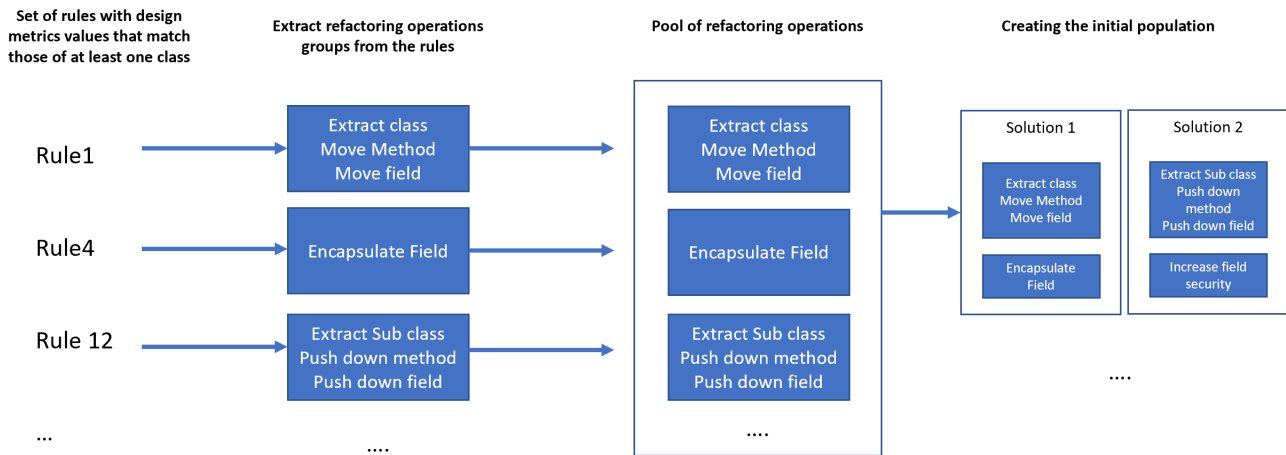 Set of rules with design
metrics values that match
those of at least one class
Extract refactoring operations
groups from the rules
Pool of refactoring operations
Creating the initial population
Rule1
Extract class
Move Method
Move field
Extract class
Move Method
Move field
Solution 1
Extract class
Move Method
Move field
Encapsulate
Field
Solution 2
Extract Sub class
Push down
method
Push down field
Increase field
security
Rule4
Encapsulate Field
Encapsulate Field
Rule 12
Extract Sub class
Push down method
Push down field
Extract Sub class
Push down method
Push down field
....
...
....
....